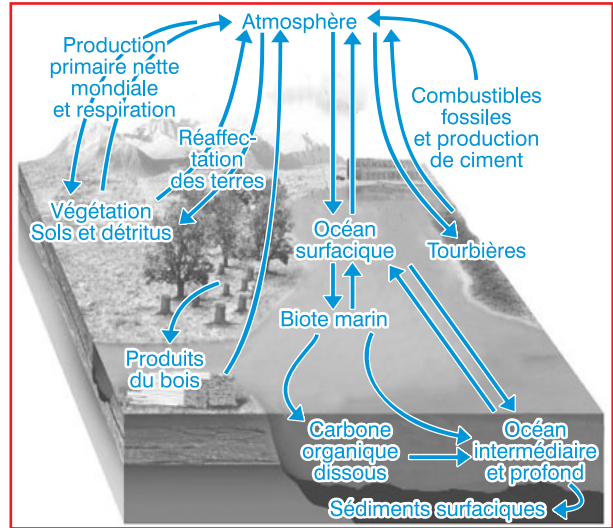 Atmosphère
Production
primaire nette
mondiale
et respiration
Combustibles
fossiles
et production
de ciment
Réaffec-
tation
des terres
Végétation
Sols et détritus
Océan
surfacique
Tourbières
Biote marin
Produits
du bois
Carbone
organique
dissous
Océan
intermédiaire
et profond
Sédiments surfaciques